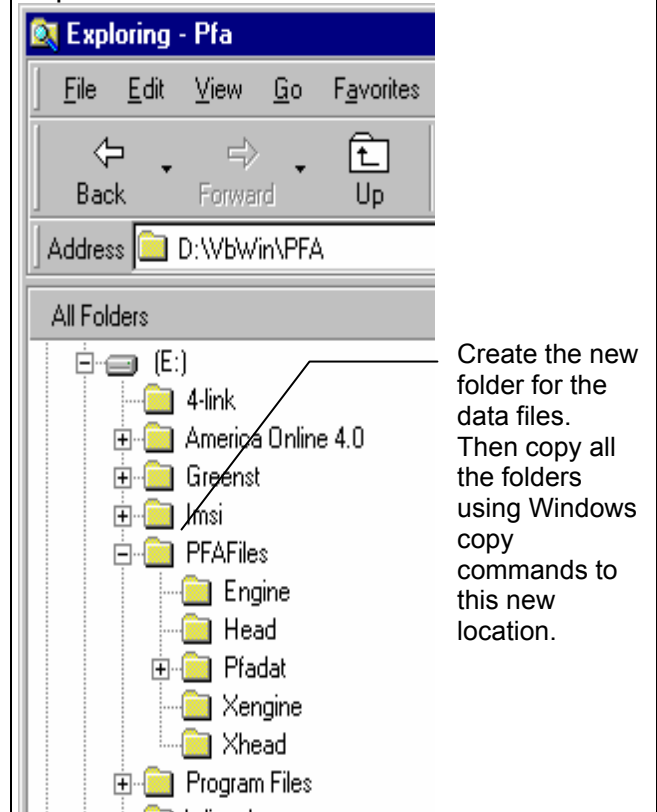 Exploring - Pfa
File Edit View Go Favorites
Back Forward Up
Address D:\VbWin\PFA
All Folders
(E:)
4-link
America Online 4.0
Greenst
Imsi
PFAFiles
Engine
Head
Pfadat
Xengine
Xhead
Program Files
Create the new
folder for the
data files.
Then copy all
the folders
using Windows
copy
commands to
this new
location.